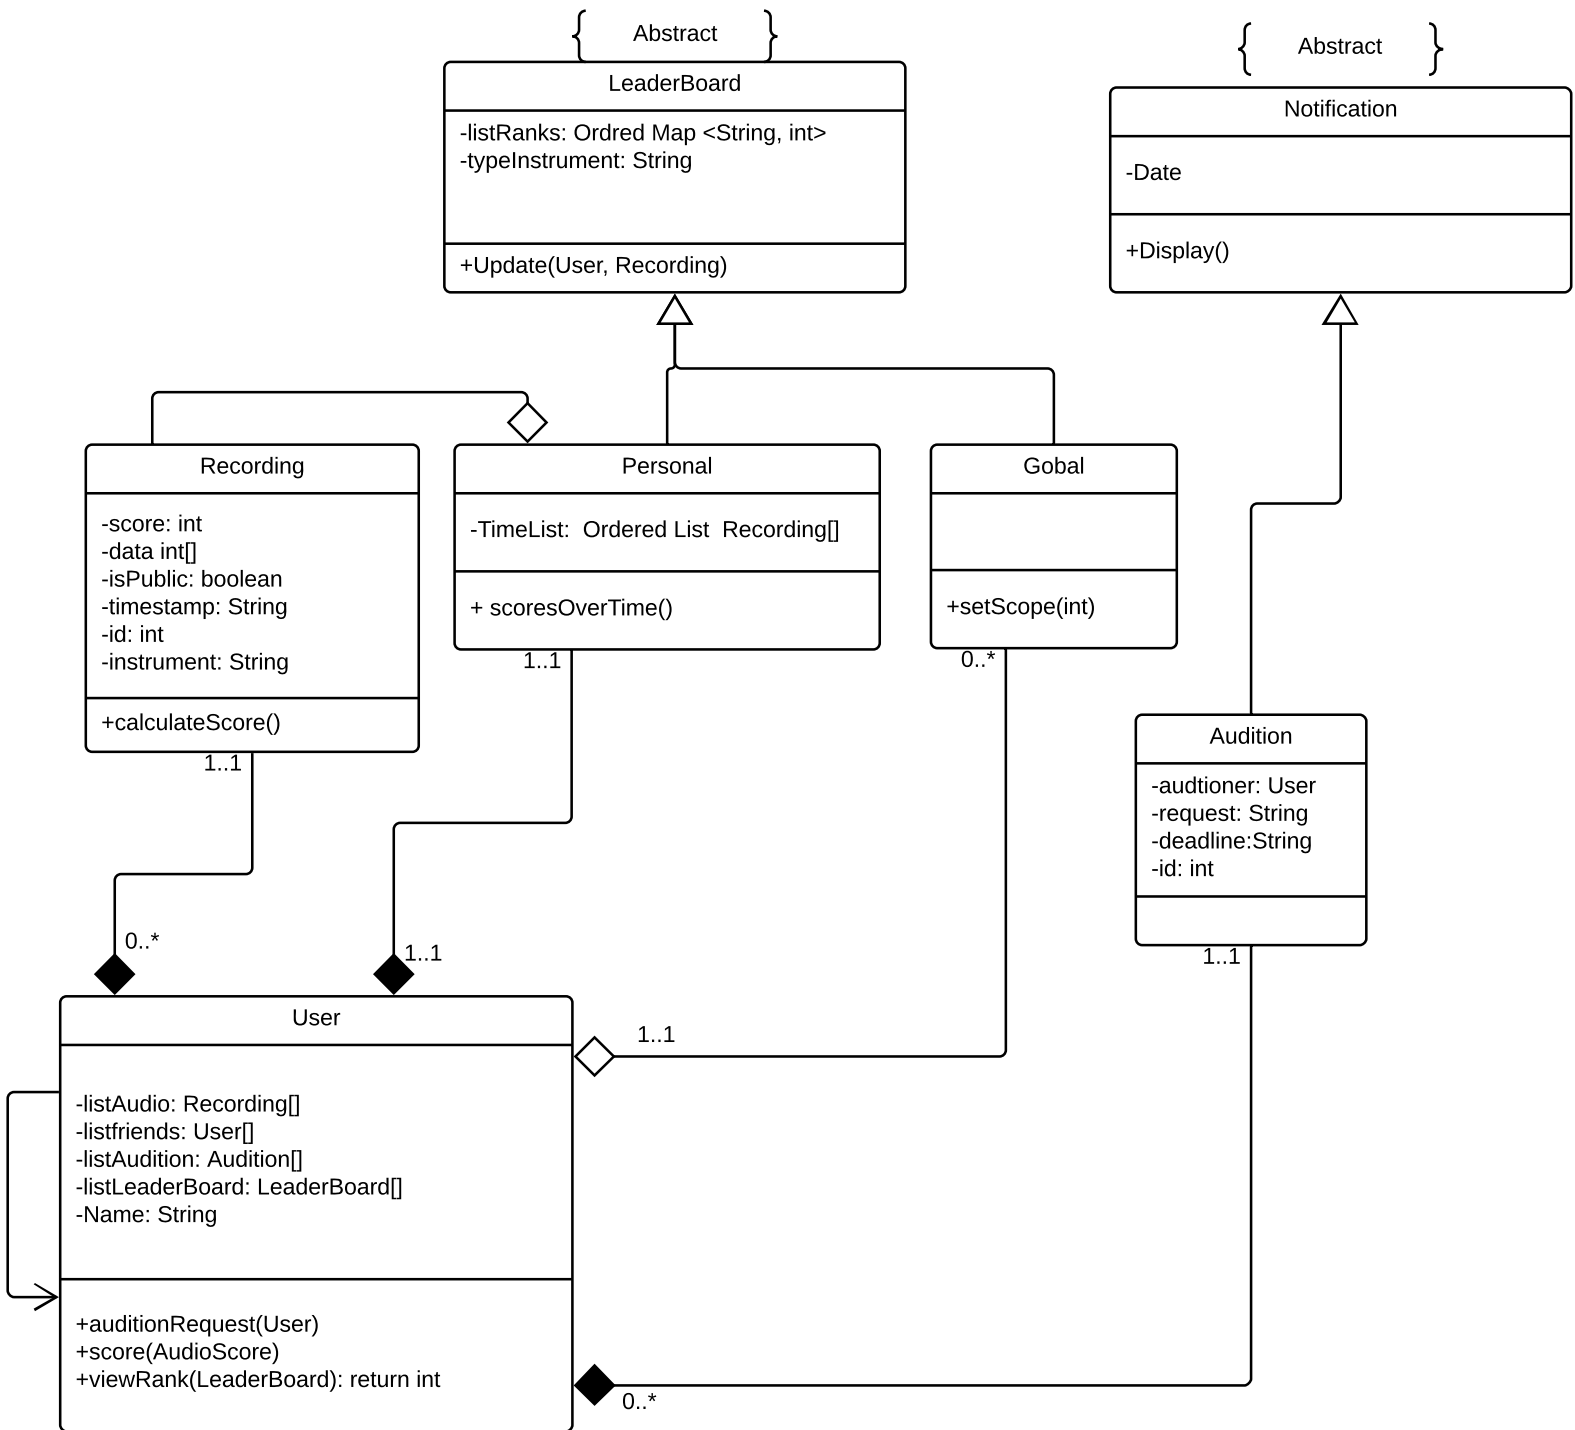 Abstract
LeaderBoard
-listRanks: Ordred Map <String, int>
-typeInstrument: String
+Update(User, Recording)
Abstract
Notification
-Date
+Display()
Recording
-score: int
-data int[]
-isPublic: boolean
-timestamp: String
-id: int
-instrument: String
+calculateScore()
1..1
Personal
-TimeList:  Ordered List  Recording[]
+ scoresOverTime()
1..1
Gobal
+setScope(int)
0..*
Audition
-audtioner: User
-request: String
-deadline:String
-id: int
1..1
0..*
1..1
1..1
User
-listAudio: Recording[]
-listfriends: User[]
-listAudition: Audition[]
-listLeaderBoard: LeaderBoard[]
-Name: String
+auditionRequest(User)
+score(AudioScore)
+viewRank(LeaderBoard): return int
0..*